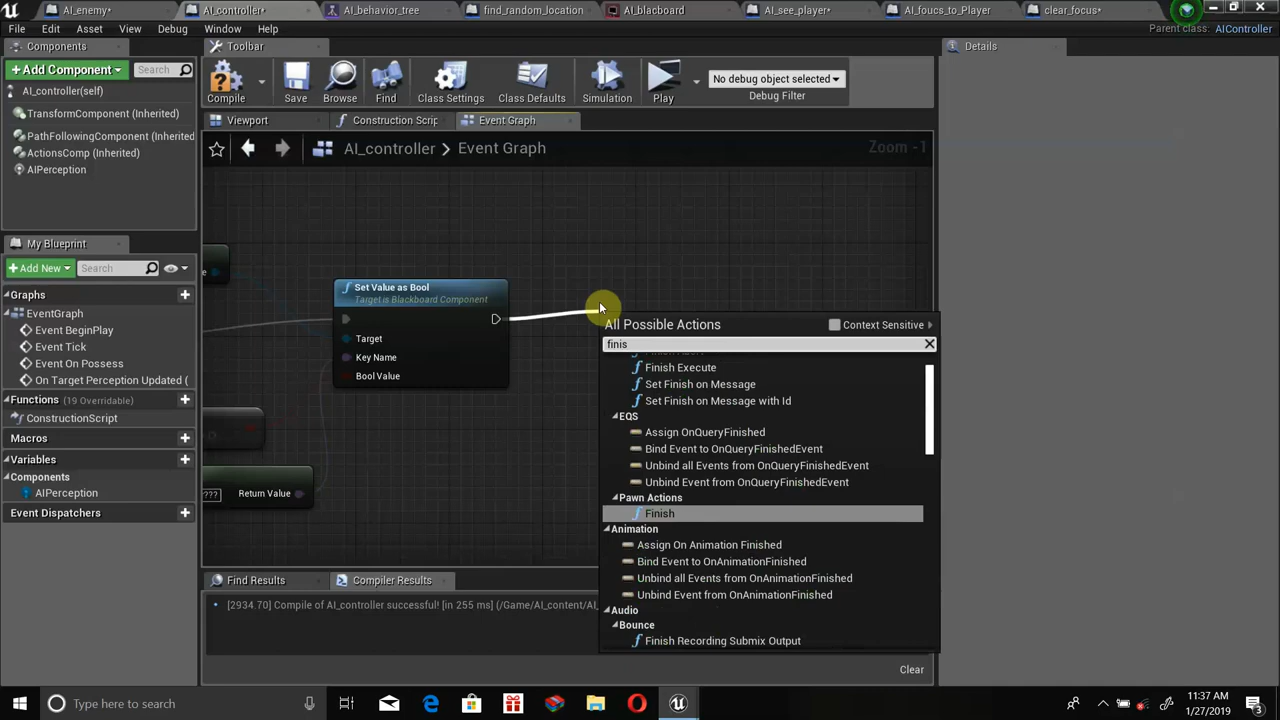 AI_enemy*
AI_controller*
AI_behavior_tree
find_random_location
AI_blacboard
AI_see_player*
AI_foucs_to_Player
clear_focus*
File Edit Asset View Debug Window Help
Parent class: AIController
Components
Toolbar
Details
+ Add Component
Search
AI_controller(self)
TransformComponent (Inherited)
PathFollowingComponent (Inherited
ActionsComp (Inherited)
AIPerception
Compile
Save
Browse
Find
Class Settings
Class Defaults
Simulation
Play
No debug object selected
Debug Filter
Viewport
Construction Scrip
Event Graph
AI_controller > Event Graph
Zoom -1
My Blueprint
+ Add New
Search
Graphs
EventGraph
Event BeginPlay
Event Tick
Event On Possess
On Target Perception Updated (
Functions (19 Overridable)
ConstructionScript
Macros
Variables
Components
AIPerception
Event Dispatchers
Set Value as Bool
Target is Blackboard Component
Target
Key Name
Bool Value
???
Return Value
All Possible Actions
Context Sensitive
finis
Finish Execute
Set Finish on Message
Set Finish on Message with Id
EQS
Assign OnQueryFinished
Bind Event to OnQueryFinishedEvent
Unbind all Events from OnQueryFinishedEvent
Unbind Event from OnQueryFinishedEvent
Pawn Actions
Finish
Animation
Assign On Animation Finished
Bind Event to OnAnimationFinished
Unbind all Events from OnAnimationFinished
Unbind Event from OnAnimationFinished
Audio
Bounce
Finish Recording Submix Output
Find Results
Compiler Results
[2934.70] Compile of AI_controller successful! [in 255 ms] (/Game/AI_content/AI_
Clear
Type here to search
11:37 AM
1/27/2019
3